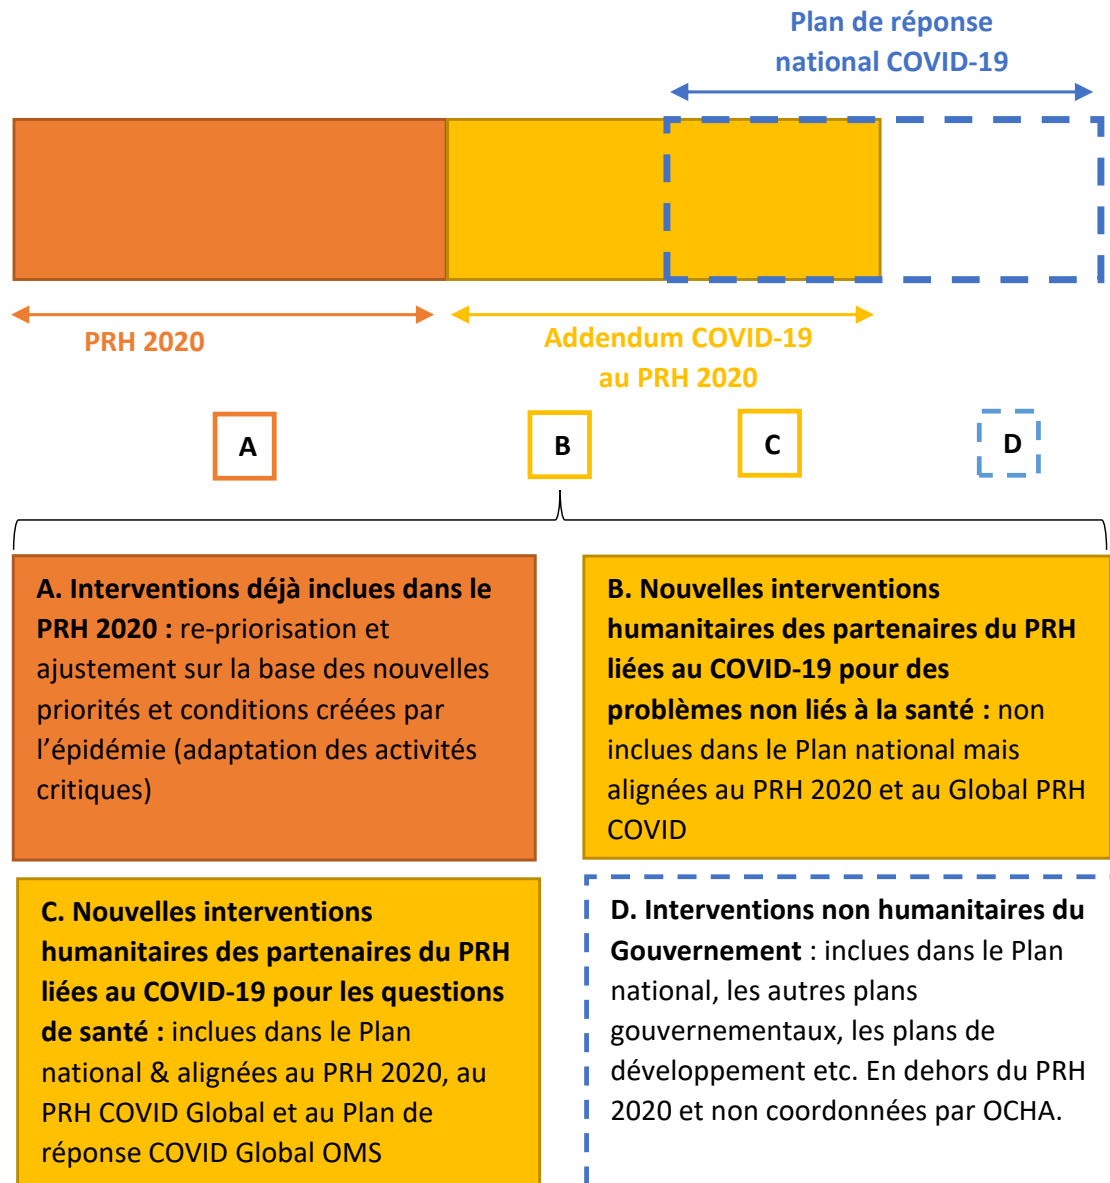 Plan de réponse
national COVID-19
PRH 2020
Addendum COVID-19
au PRH 2020
A
B
C
D
A. Interventions déjà inclues dans le
PRH 2020 : re-priorisation et
ajustement sur la base des nouvelles
priorités et conditions créées par
l’épidémie (adaptation des activités
critiques)
B. Nouvelles interventions
humanitaires des partenaires du PRH
liées au COVID-19 pour des
problèmes non liés à la santé : non
inclues dans le Plan national mais
alignées au PRH 2020 et au Global PRH
COVID
C. Nouvelles interventions
humanitaires des partenaires du PRH
liées au COVID-19 pour les questions
de santé : inclues dans le Plan
national & alignées au PRH 2020, au
PRH COVID Global et au Plan de
réponse COVID Global OMS
D. Interventions non humanitaires du
Gouvernement : inclues dans le Plan
national, les autres plans
gouvernementaux, les plans de
développement etc. En dehors du PRH
2020 et non coordonnées par OCHA.